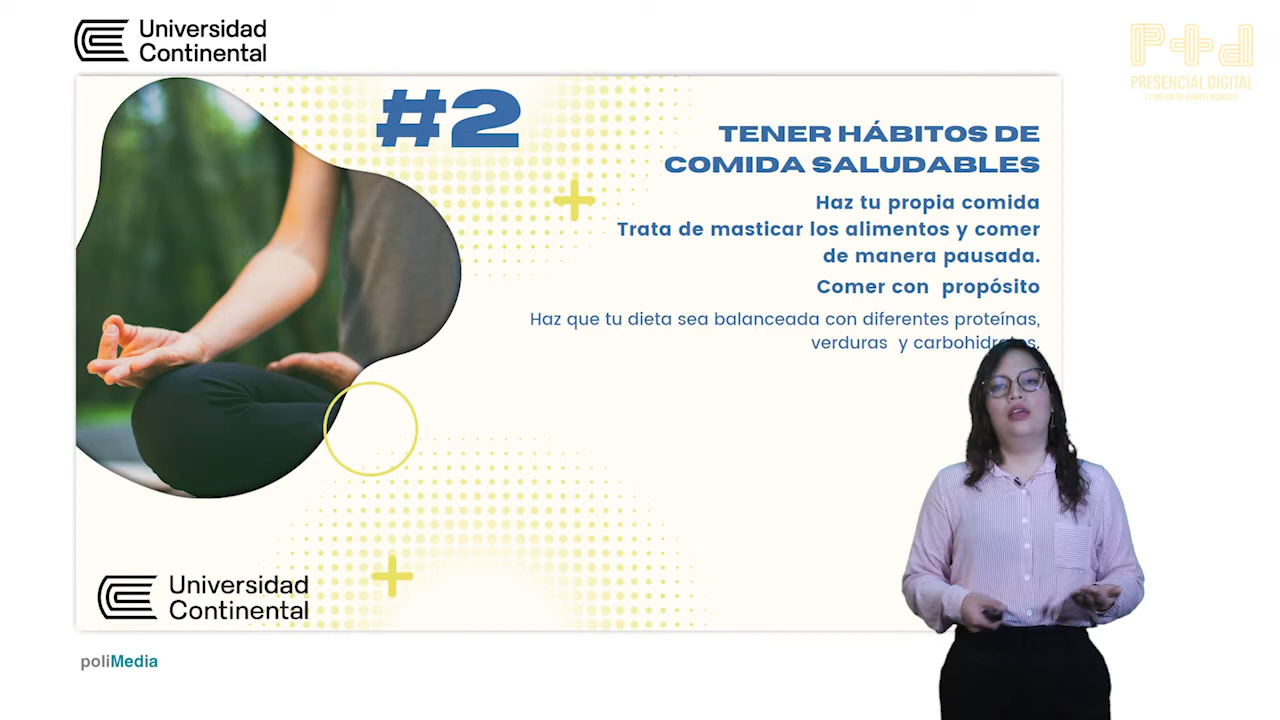 Universidad
Continental
P+d
PRESENCIAL DIGITAL
#2
TENER HÁBITOS DE
COMIDA SALUDABLES
Haz tu propia comida
Trata de masticar los alimentos y comer
de manera pausada.
Comer con propósito
Haz que tu dieta sea balanceada con diferentes proteínas,
verduras y carbohidratos.
Universidad
Continental
poliMedia